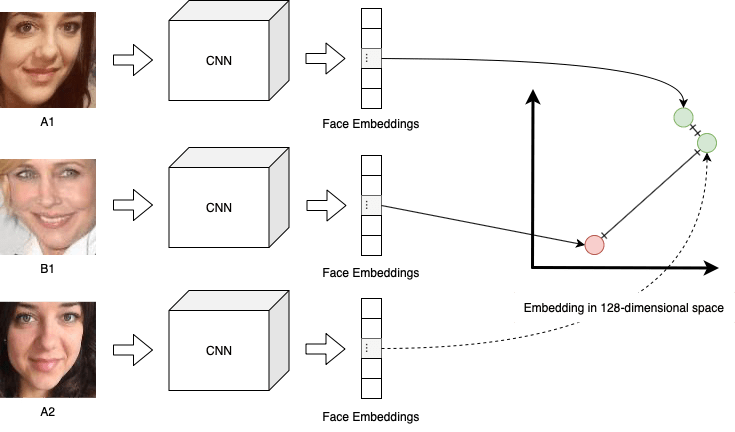 CNN
A1
Face Embeddings
CNN
B1
Face Embeddings
Embedding in 128-dimensional space
CNN
A2
Face Embeddings